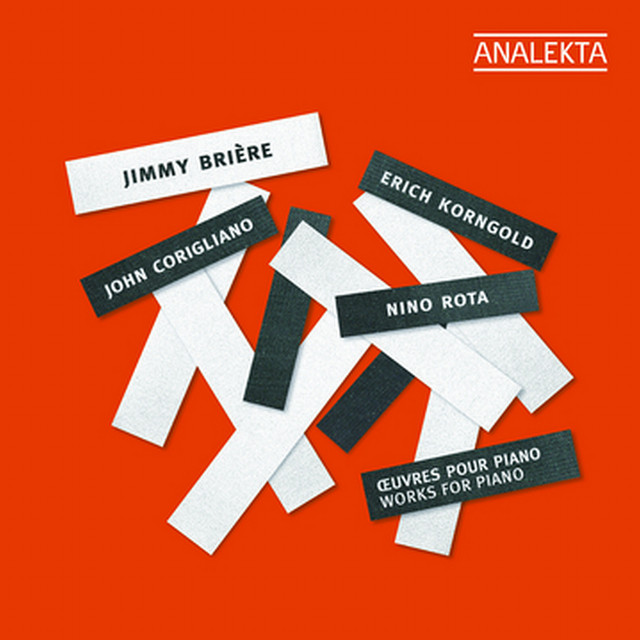 ANALEKTA
JIMMY BRIÈRE
ERICH KORNGOLD
JOHN CORIGLIANO
NINO ROTA
ŒUVRES POUR PIANO
WORKS FOR PIANO